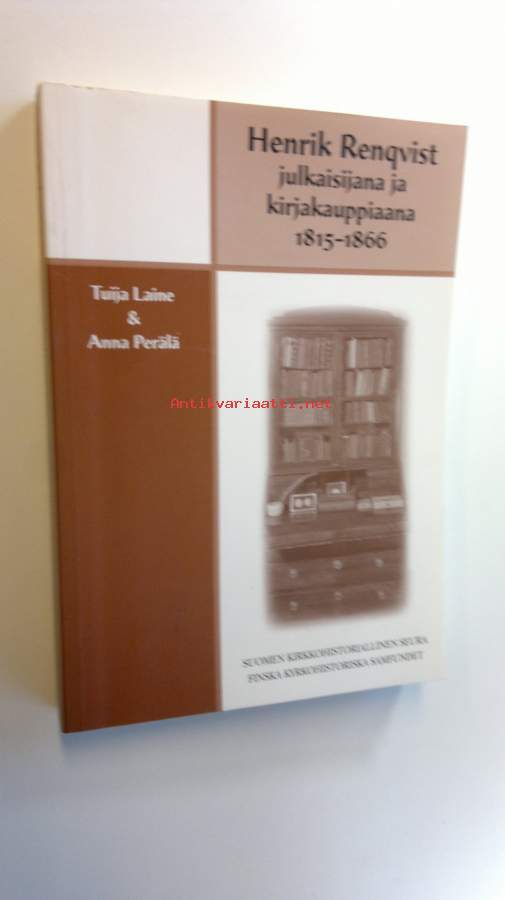 Henrik Renqvist
julkaisijana ja
kirjakauppiaana
1815-1866
Tuija Laine
&
Anna Perälä
Antikvariaatti.net
SUOMEN KIRKKOHISTORIALLINEN SEURA
FINSKA KYRKOHISTORISKA SAMFUNDET